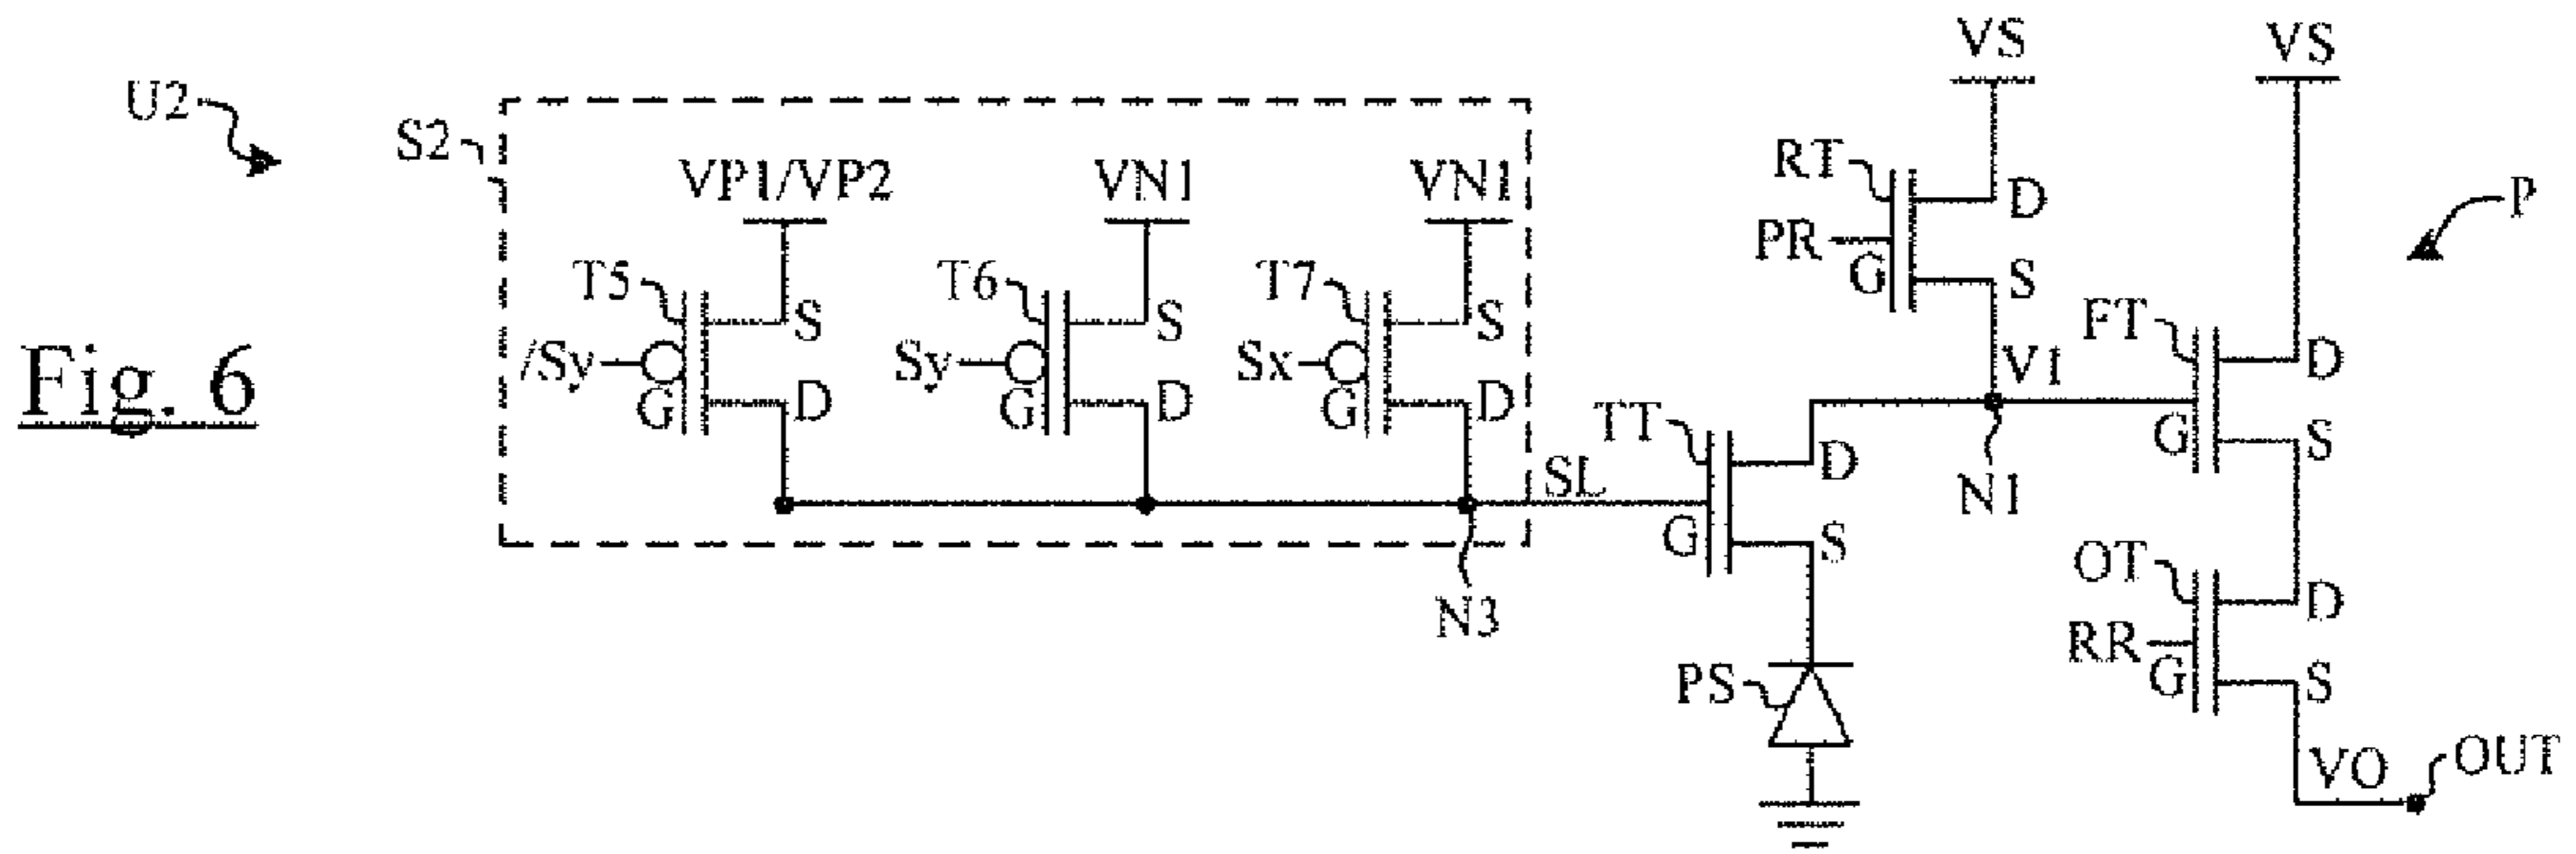 VS VS
U2
S2
RT D P
VP1/VP2 VN1 VN1
PR G S
T5 S T6 S T7 S
FT
/Sy G D Sy G D Sx G D
V1 D
Fig. 6
TT D G S
SL N1
G S
OT D
N3
RR G S
PS
VO OUT